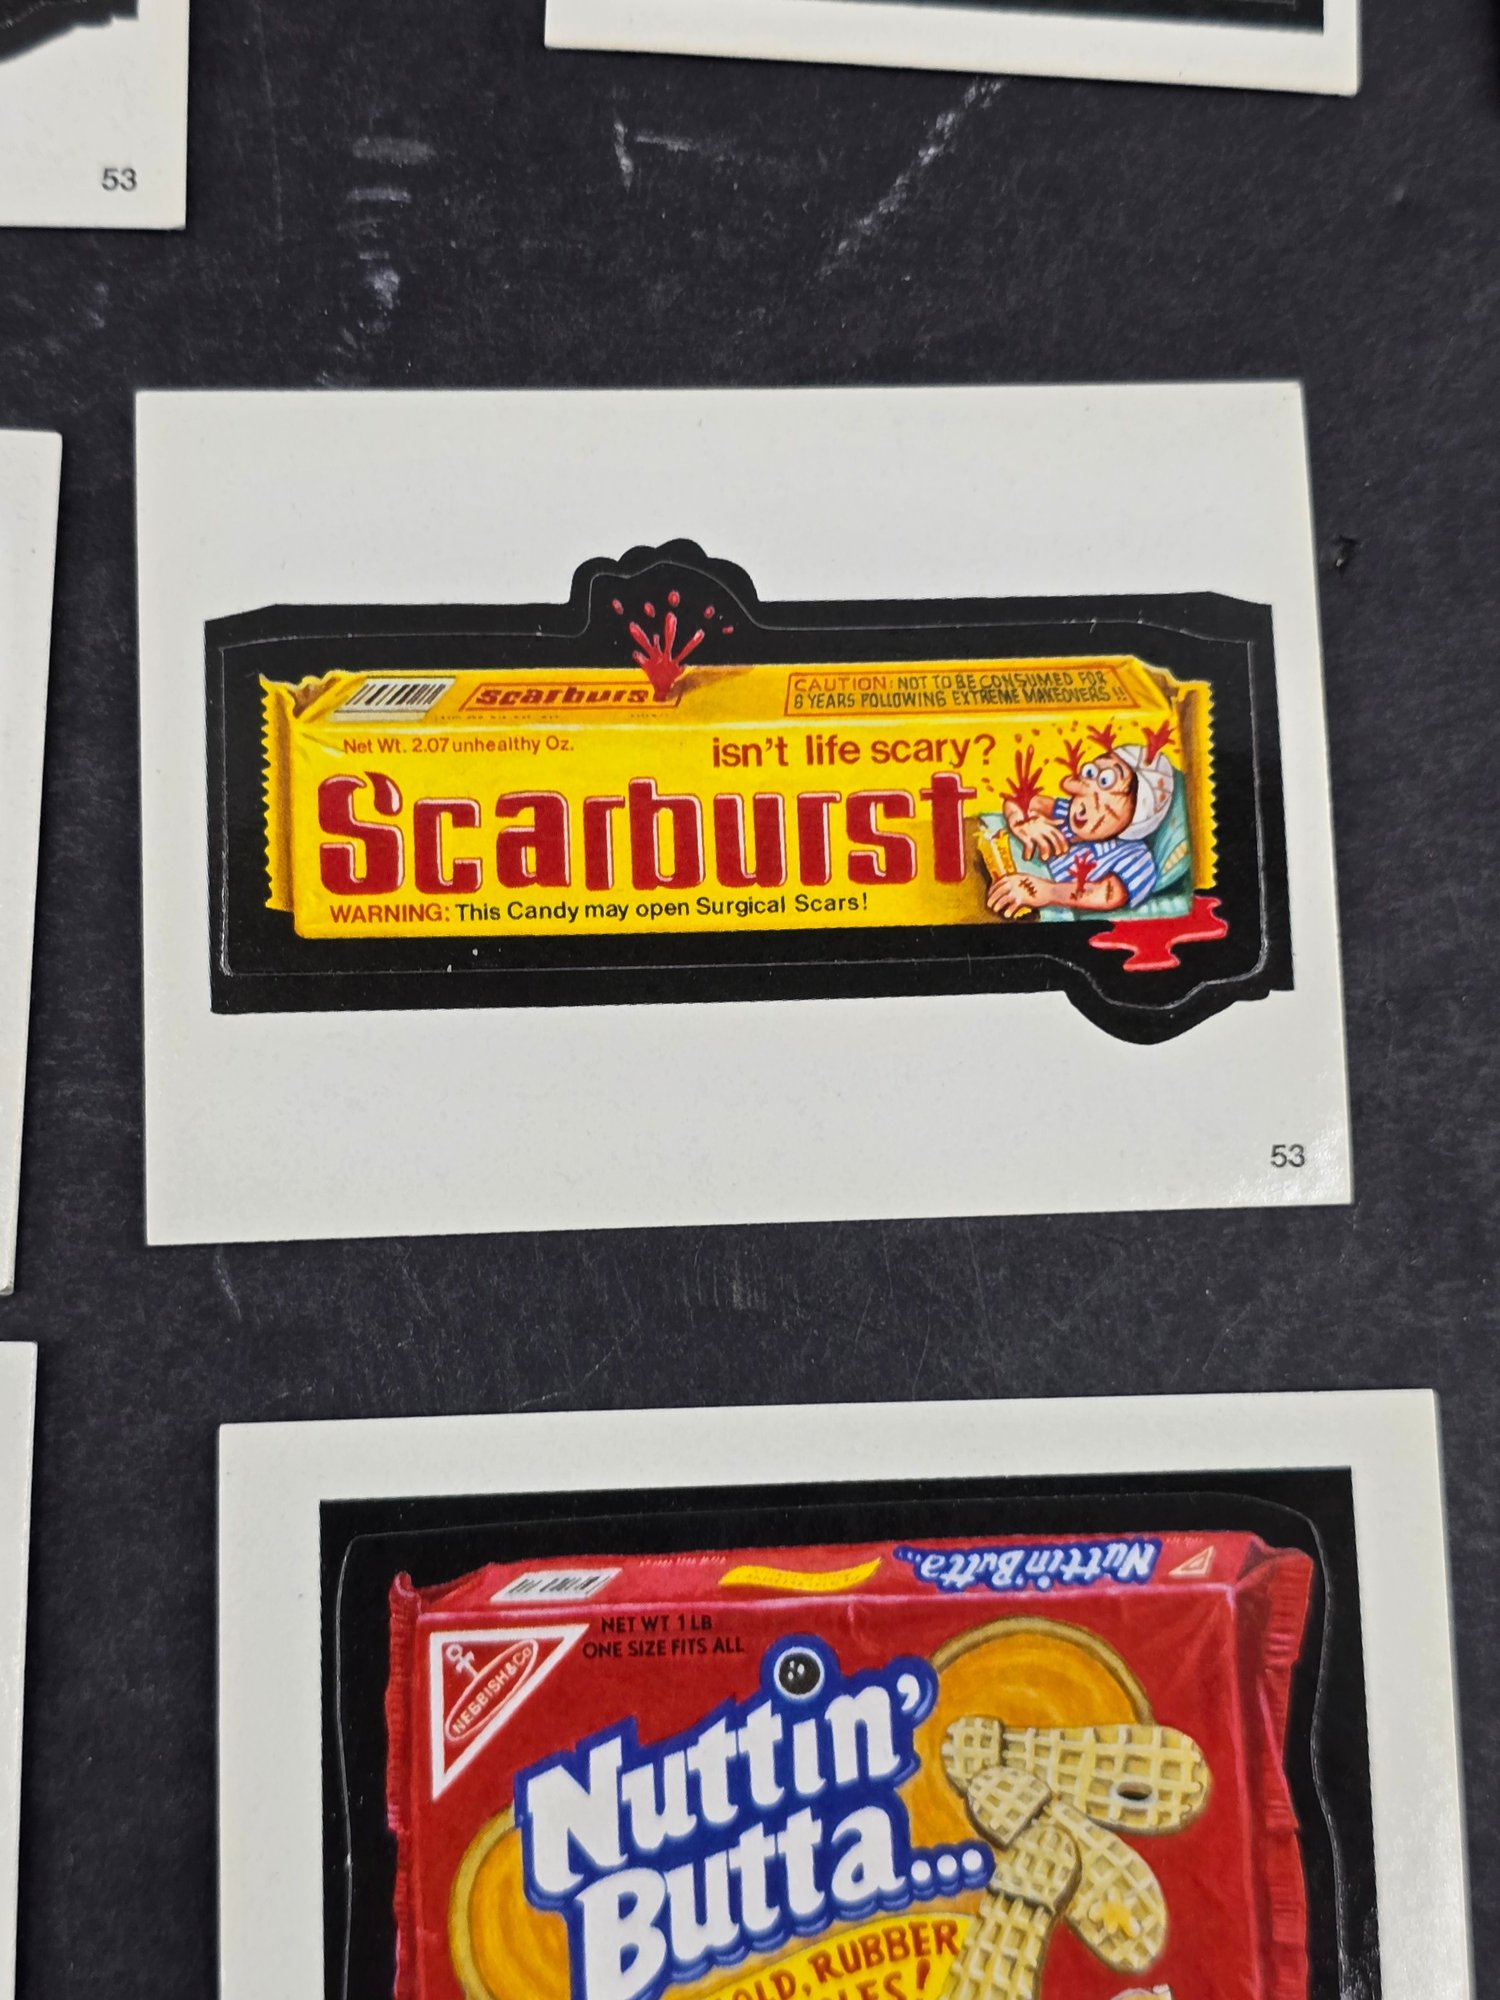 53
Scarburst
CAUTION: NOT TO BE CONSUMED FOR
6 YEARS FOLLOWING EXTREME MAKEOVERS !!
Net Wt. 2.07 unhealthy Oz.
isn't life scary?
Scarburst
WARNING: This Candy may open Surgical Scars!
53
Nuttin' Butta...
NET WT 1 LB
ONE SIZE FITS ALL
NEBBISH & Co
Nuttin'
Butta...
OLD, RUBBER